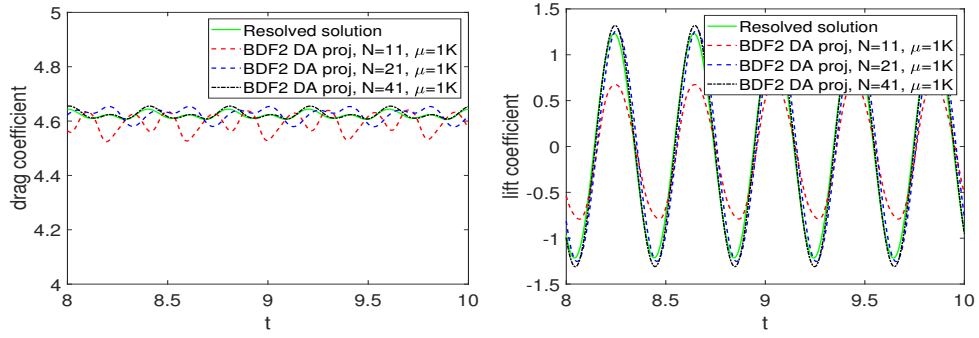 5
4.8
4.6
4.4
4.2
4
8
8.5
9
9.5
10
t
drag coefficient
Resolved solution
BDF2 DA proj, N=11, μ=1K
BDF2 DA proj, N=21, μ=1K
BDF2 DA proj, N=41, μ=1K
1.5
1
0.5
0
-0.5
-1
-1.5
8
8.5
9
9.5
10
t
lift coefficient
Resolved solution
BDF2 DA proj, N=11, μ=1K
BDF2 DA proj, N=21, μ=1K
BDF2 DA proj, N=41, μ=1K